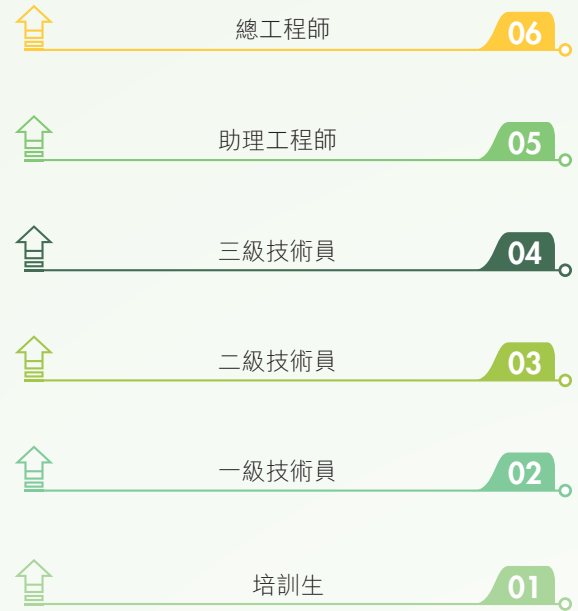 總工程師 06
助理工程師 05
三級技術員 04
二級技術員 03
一級技術員 02
培訓生 01